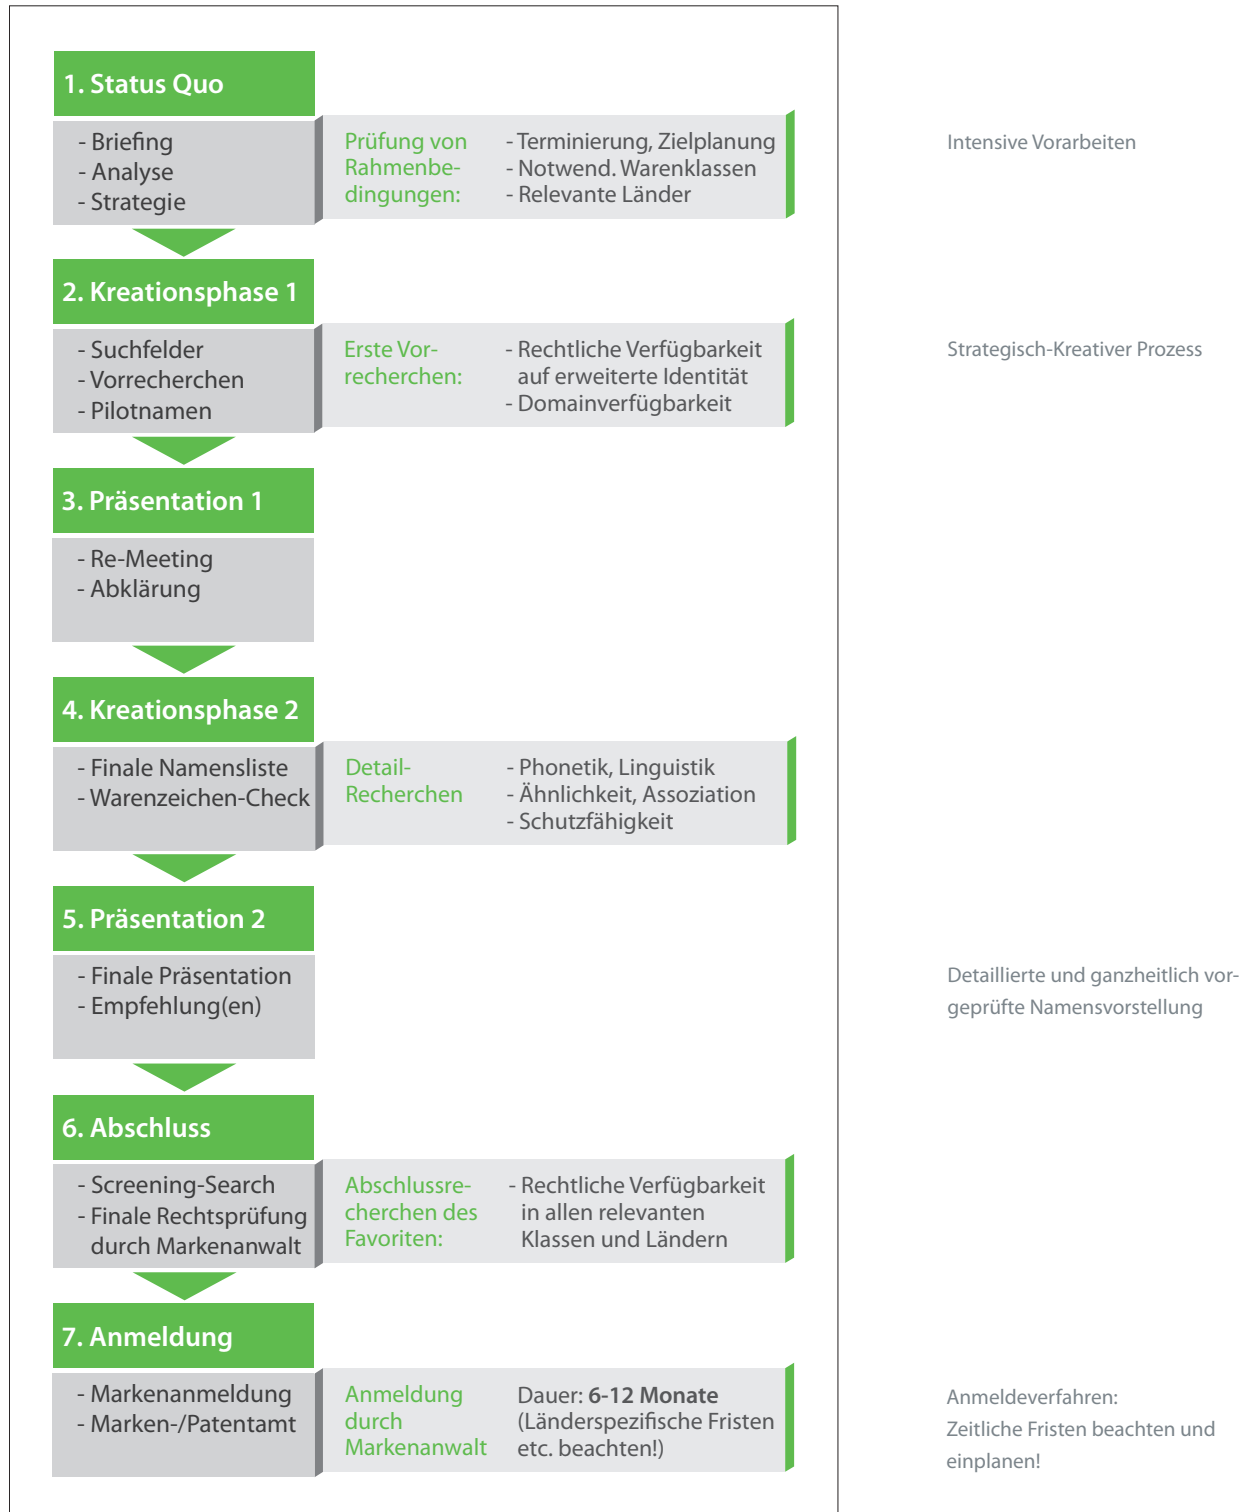 1. Status Quo
- Briefing
- Analyse
- Strategie
Prüfung von
Rahmenbe-
dingungen:
- Terminierung, Zielplanung
- Notwend. Warenklassen
- Relevante Länder
Intensive Vorarbeiten
2. Kreationsphase 1
- Suchfelder
- Vorrecherchen
- Pilotnamen
Erste Vor-
recherchen:
- Rechtliche Verfügbarkeit
auf erweiterte Identität
- Domainverfügbarkeit
Strategisch-Kreativer Prozess
3. Präsentation 1
- Re-Meeting
- Abklärung
4. Kreationsphase 2
- Finale Namensliste
- Warenzeichen-Check
Detail-
Recherchen
- Phonetik, Linguistik
- Ähnlichkeit, Assoziation
- Schutzfähigkeit
5. Präsentation 2
- Finale Präsentation
- Empfehlung(en)
Detaillierte und ganzheitlich vor-
geprüfte Namensvorstellung
6. Abschluss
- Screening-Search
- Finale Rechtsprüfung
durch Markenanwalt
Abschlussre-
cherchen des
Favoriten:
- Rechtliche Verfügbarkeit
in allen relevanten
Klassen und Ländern
7. Anmeldung
- Markenanmeldung
- Marken-/Patentamt
Anmeldung
durch
Markenanwalt
Dauer: 6-12 Monate
(Länderspezifische Fristen
etc. beachten!)
Anmeldeverfahren:
Zeitliche Fristen beachten und
einplanen!